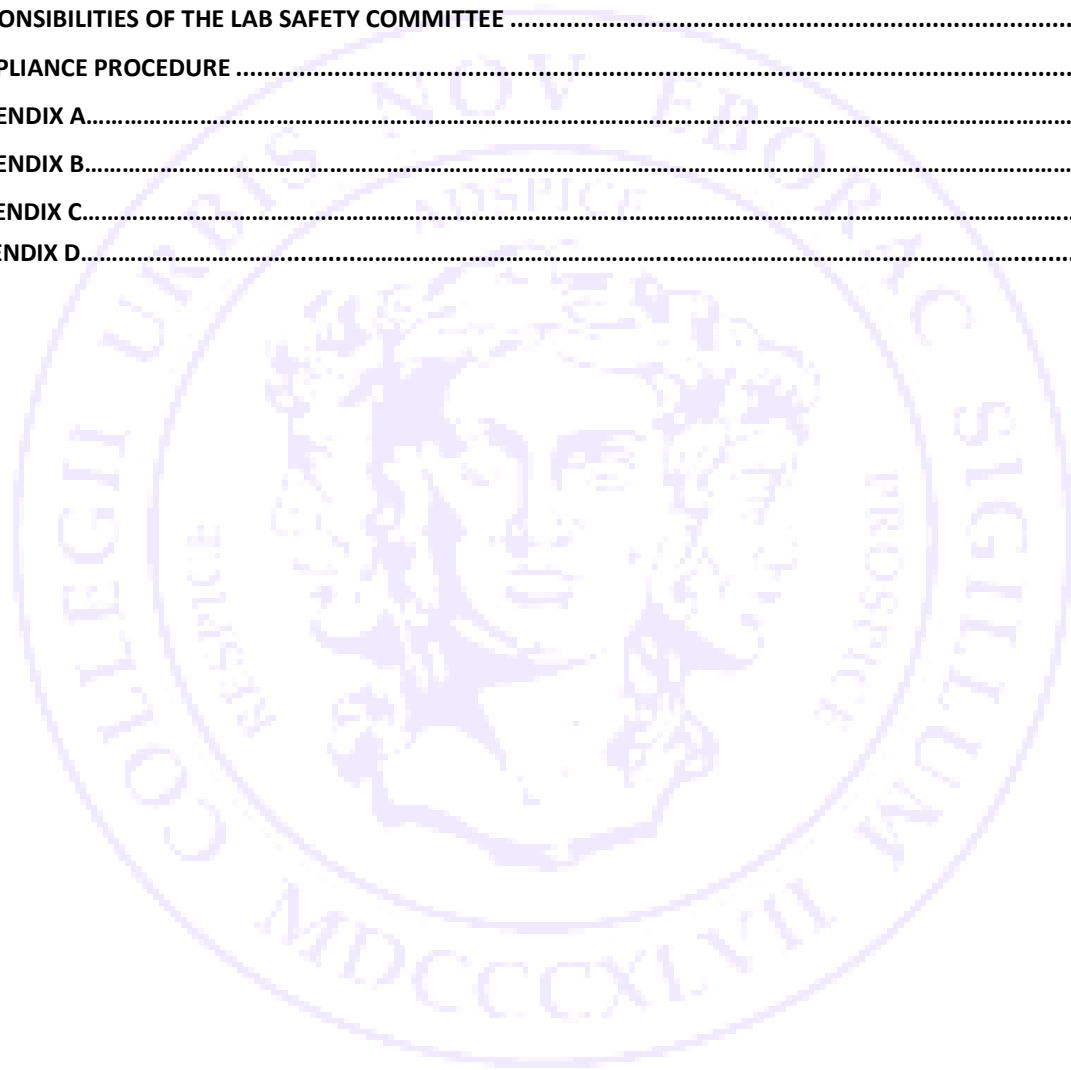 ONSIBILITIES OF THE LAB SAFETY COMMITTEE ........................................................................................................
PLIANCE PROCEDURE ........................................................................................................................................
ENDIX A................................................................................................................................................................
ENDIX B................................................................................................................................................................
ENDIX C................................................................................................................................................................
ENDIX D................................................................................................................................................................
COLLEGII URBIS NOV EBORAC SIGILLUM
ADSPICE
RESPICE
PROSPICE
MDCCCXLVII